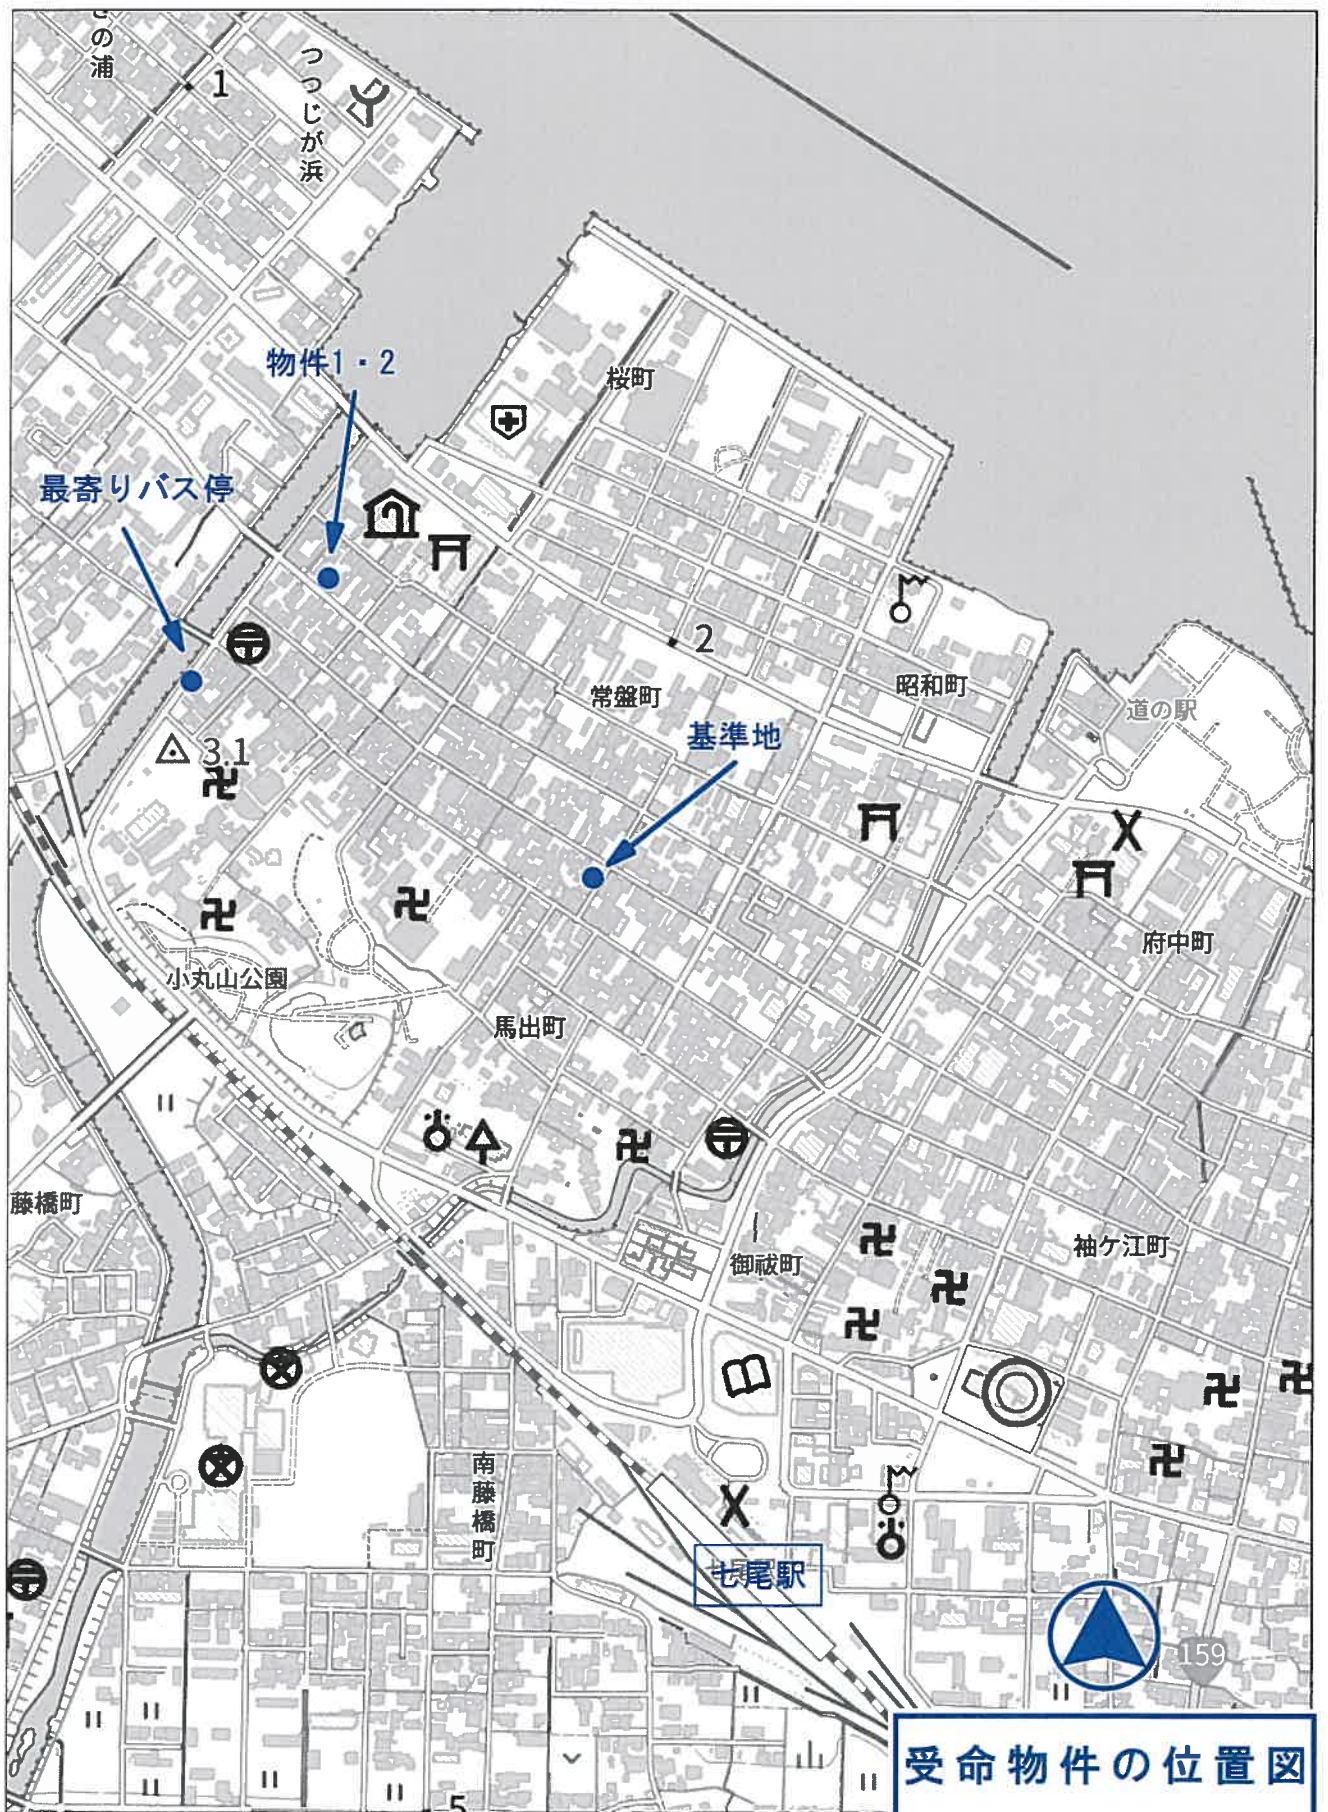 の浦
1
つつじが浜
物件1・2
桜町
最寄りバス停
2
常盤町
昭和町
道の駅
基準地
3.1
府中町
小丸山公園
馬出町
藤橋町
御祓町
袖ケ江町
南藤橋町
七尾駅
159
受命物件の位置図
5